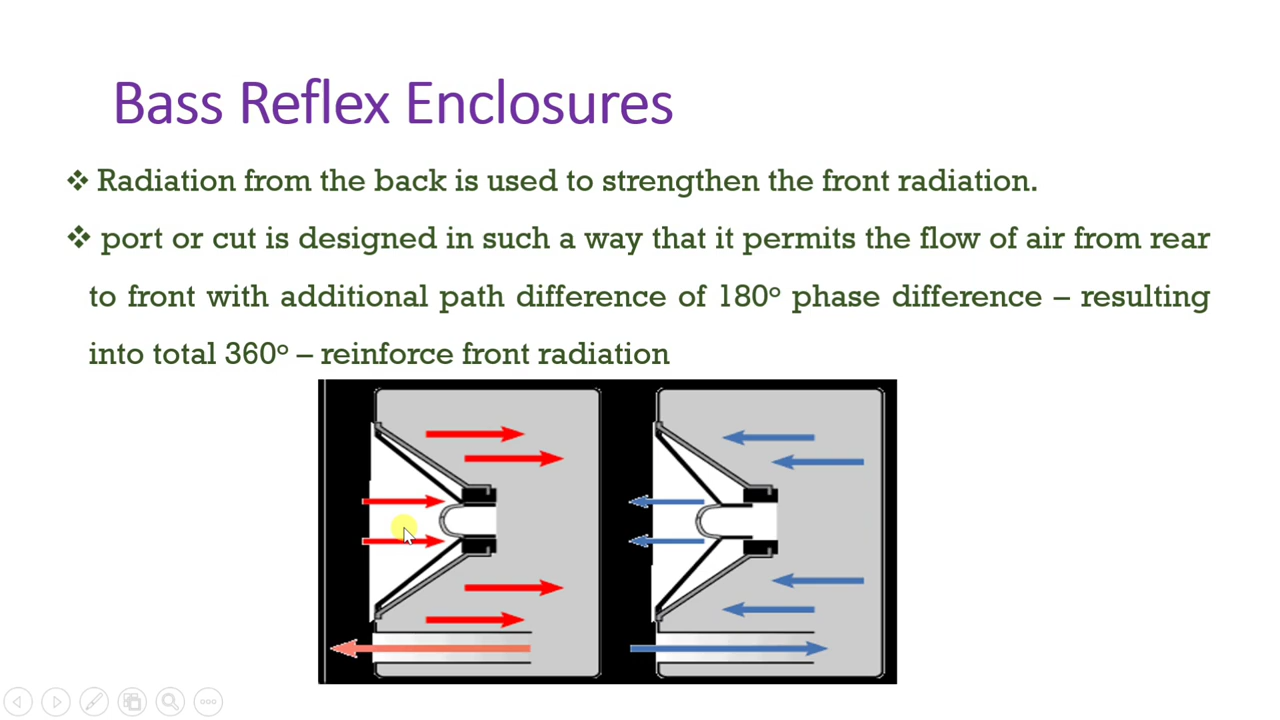 Bass Reflex Enclosures
❖ Radiation from the back is used to strengthen the front radiation.
❖ port or cut is designed in such a way that it permits the flow of air from rear
to front with additional path difference of 180° phase difference – resulting
into total 360° – reinforce front radiation